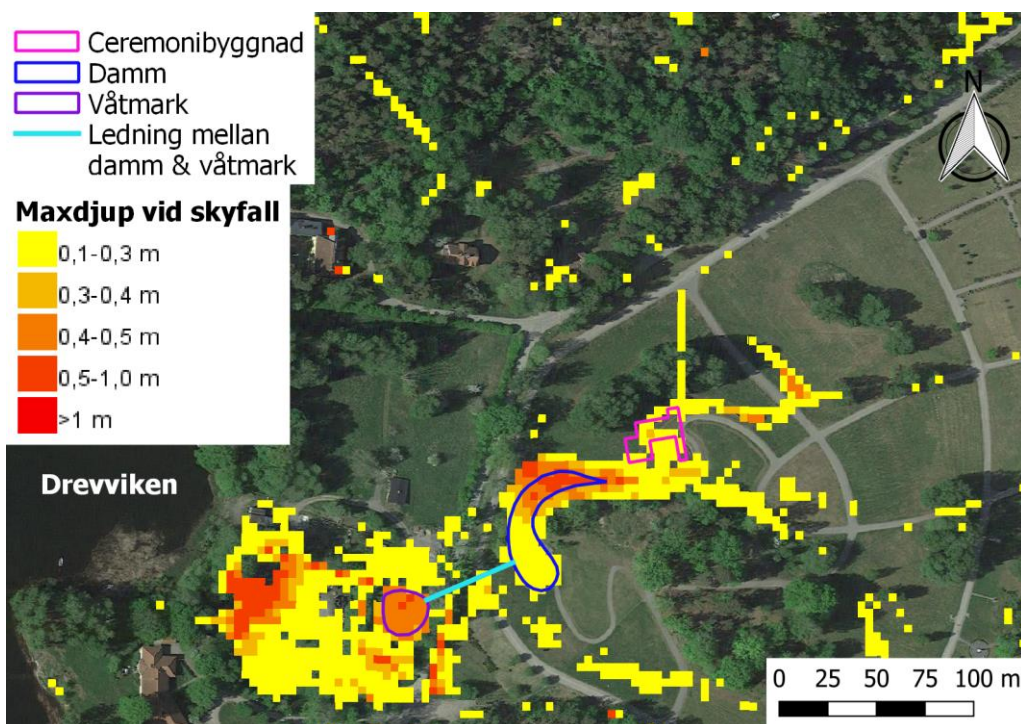 Ceremonibyggnad
Damm
Våtmark
Ledning mellan
damm & våtmark
Maxdjup vid skyfall
0,1-0,3 m
0,3-0,4 m
0,4-0,5 m
0,5-1,0 m
>1 m
N
Drevviken
0 25 50 75 100 m